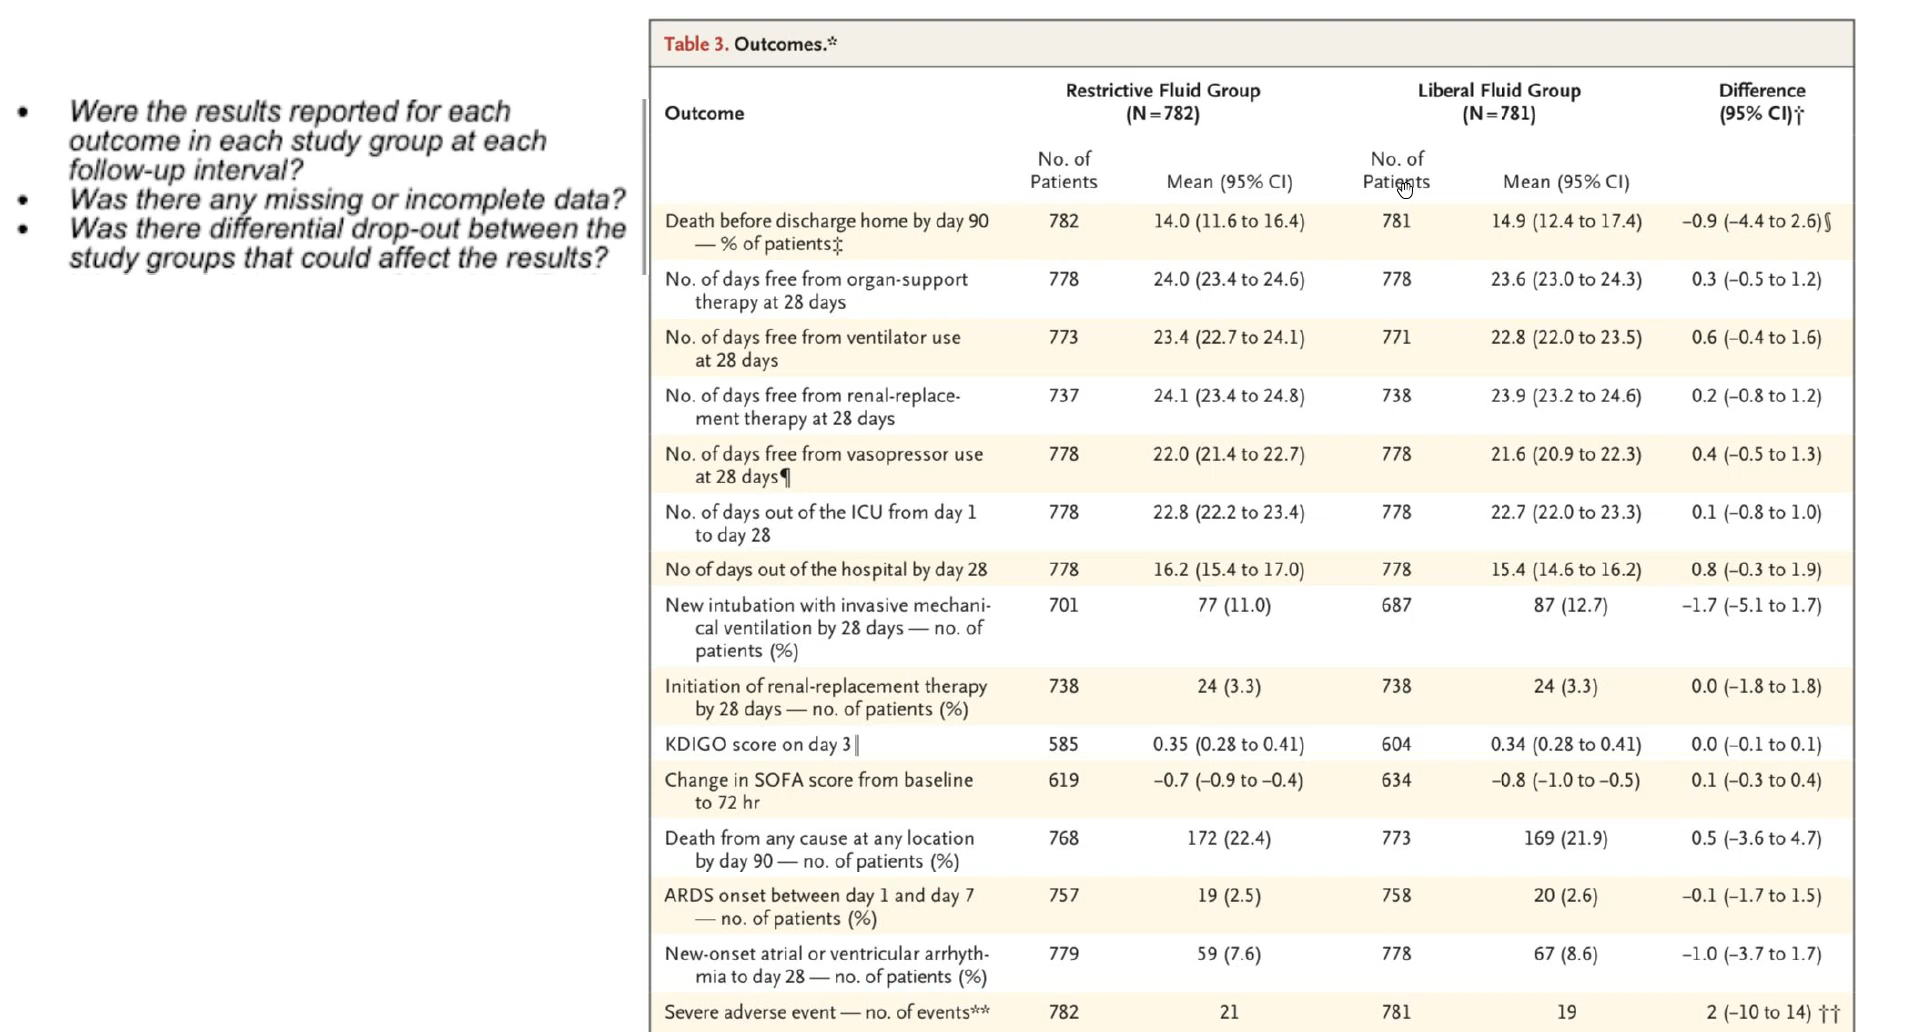 • Were the results reported for each
outcome in each study group at each
follow-up interval?
• Was there any missing or incomplete data?
• Was there differential drop-out between the
study groups that could affect the results?
Table 3. Outcomes.*
Outcome Restrictive Fluid Group (N=782) Liberal Fluid Group (N=781) Difference (95% CI)†
No. of Patients Mean (95% CI) No. of Patients Mean (95% CI)
Death before discharge home by day 90 782 14.0 (11.6 to 16.4) 781 14.9 (12.4 to 17.4) –0.9 (–4.4 to 2.6)§
— % of patients‡
No. of days free from organ-support 778 24.0 (23.4 to 24.6) 778 23.6 (23.0 to 24.3) 0.3 (–0.5 to 1.2)
therapy at 28 days
No. of days free from ventilator use 773 23.4 (22.7 to 24.1) 771 22.8 (22.0 to 23.5) 0.6 (–0.4 to 1.6)
at 28 days
No. of days free from renal-replace- 737 24.1 (23.4 to 24.8) 738 23.9 (23.2 to 24.6) 0.2 (–0.8 to 1.2)
ment therapy at 28 days
No. of days free from vasopressor use 778 22.0 (21.4 to 22.7) 778 21.6 (20.9 to 22.3) 0.4 (–0.5 to 1.3)
at 28 days¶
No. of days out of the ICU from day 1 778 22.8 (22.2 to 23.4) 778 22.7 (22.0 to 23.3) 0.1 (–0.8 to 1.0)
to day 28
No of days out of the hospital by day 28 778 16.2 (15.4 to 17.0) 778 15.4 (14.6 to 16.2) 0.8 (–0.3 to 1.9)
New intubation with invasive mechani- 701 77 (11.0) 687 87 (12.7) –1.7 (–5.1 to 1.7)
cal ventilation by 28 days — no. of
patients (%)
Initiation of renal-replacement therapy 738 24 (3.3) 738 24 (3.3) 0.0 (–1.8 to 1.8)
by 28 days — no. of patients (%)
KDIGO score on day 3‖ 585 0.35 (0.28 to 0.41) 604 0.34 (0.28 to 0.41) 0.0 (–0.1 to 0.1)
Change in SOFA score from baseline 619 –0.7 (–0.9 to –0.4) 634 –0.8 (–1.0 to –0.5) 0.1 (–0.3 to 0.4)
to 72 hr
Death from any cause at any location 768 172 (22.4) 773 169 (21.9) 0.5 (–3.6 to 4.7)
by day 90 — no. of patients (%)
ARDS onset between day 1 and day 7 757 19 (2.5) 758 20 (2.6) –0.1 (–1.7 to 1.5)
— no. of patients (%)
New-onset atrial or ventricular arrhyth- 779 59 (7.6) 778 67 (8.6) –1.0 (–3.7 to 1.7)
mia to day 28 — no. of patients (%)
Severe adverse event — no. of events** 782 21 781 19 2 (–10 to 14) ††